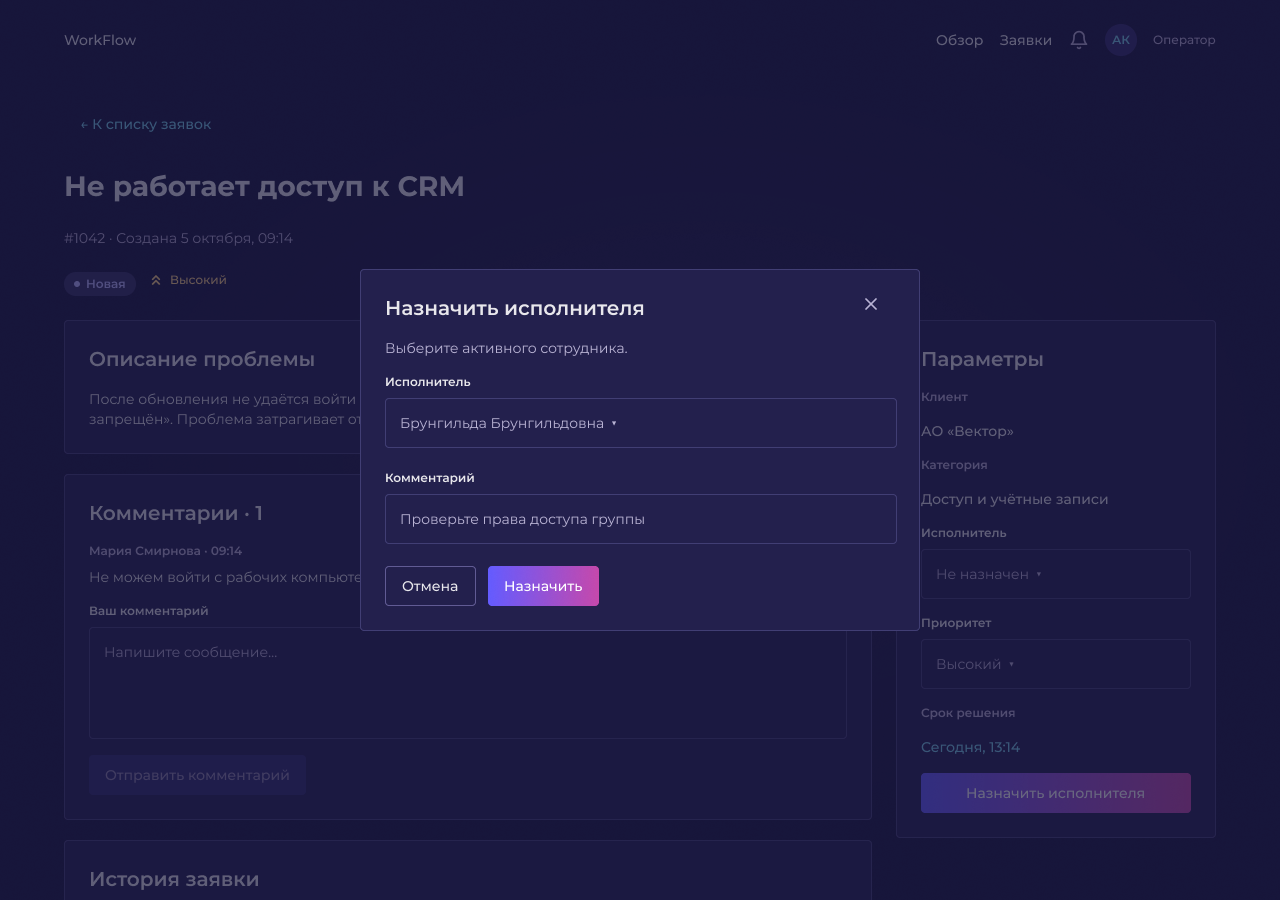 WorkFlow
Обзор
Заявки
АК
Оператор
← К списку заявок
Не работает доступ к CRM
#1042 · Создана 5 октября, 09:14
Новая
Высокий
Описание проблемы
После обновления не удаётся войти
запрещён». Проблема затрагивает
Комментарии · 1
Мария Смирнова · 09:14
Не можем войти с рабочих
Ваш комментарий
Напишите сообщение...
Отправить комментарий
История заявки
Назначить исполнителя
Выберите активного сотрудника.
Исполнитель
Брунгильда Брунгильдовна ▾
Комментарий
Проверьте права доступа группы
Отмена
Назначить
Параметры
Клиент
АО «Вектор»
Категория
Доступ и учётные записи
Исполнитель
Не назначен ▾
Приоритет
Высокий ▾
Срок решения
Сегодня, 13:14
Назначить исполнителя